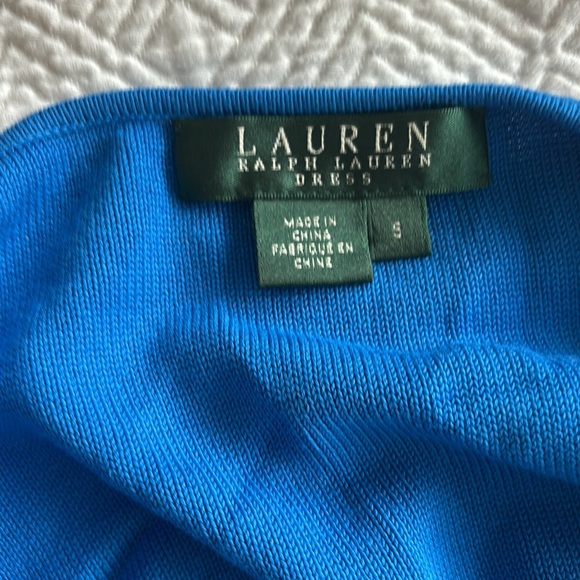 LAUREN
RALPH LAUREN
DRESS
MADE IN
CHINA
FABRIQUÉ EN
CHINE
S